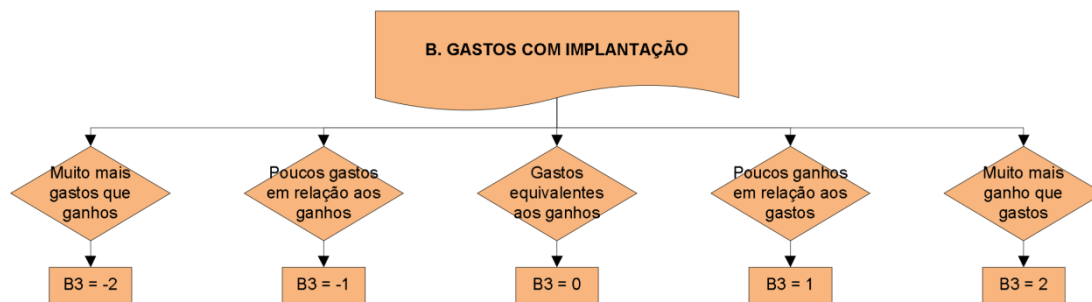 B. GASTOS COM IMPLANTAÇÃO
Muito mais
gastos que
ganhos
Poucos gastos
em relação aos
ganhos
Gastos
equivalentes
aos ganhos
Poucos ganhos
em relação aos
gastos
Muito mais
ganho que
gastos
B3 = -2
B3 = -1
B3 = 0
B3 = 1
B3 = 2